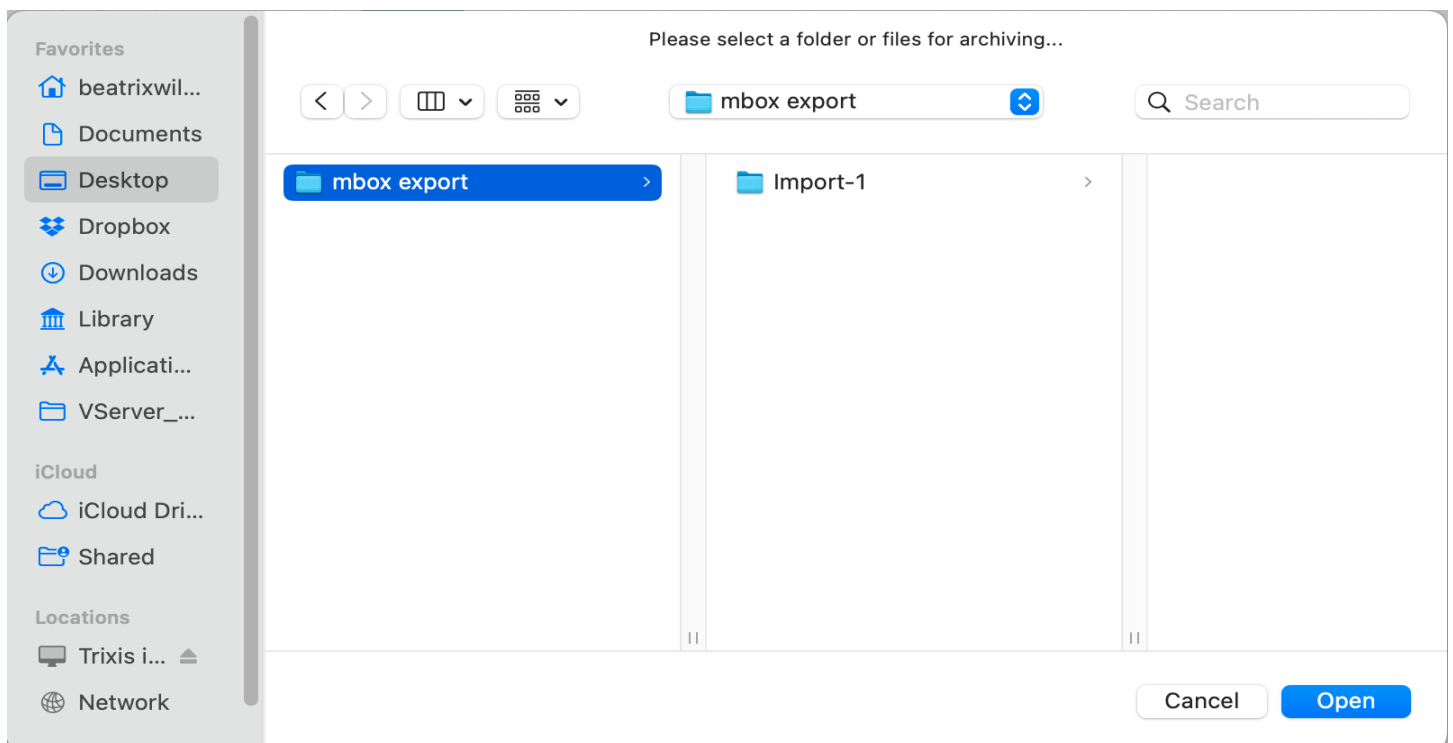 Please select a folder or files for archiving...
Favorites
beatrixwil...
Documents
Desktop
Dropbox
Downloads
Library
Applicati...
VServer_...
iCloud
iCloud Dri...
Shared
Locations
Trixis i...
Network
mbox export
Search
mbox export
Import-1
Cancel
Open